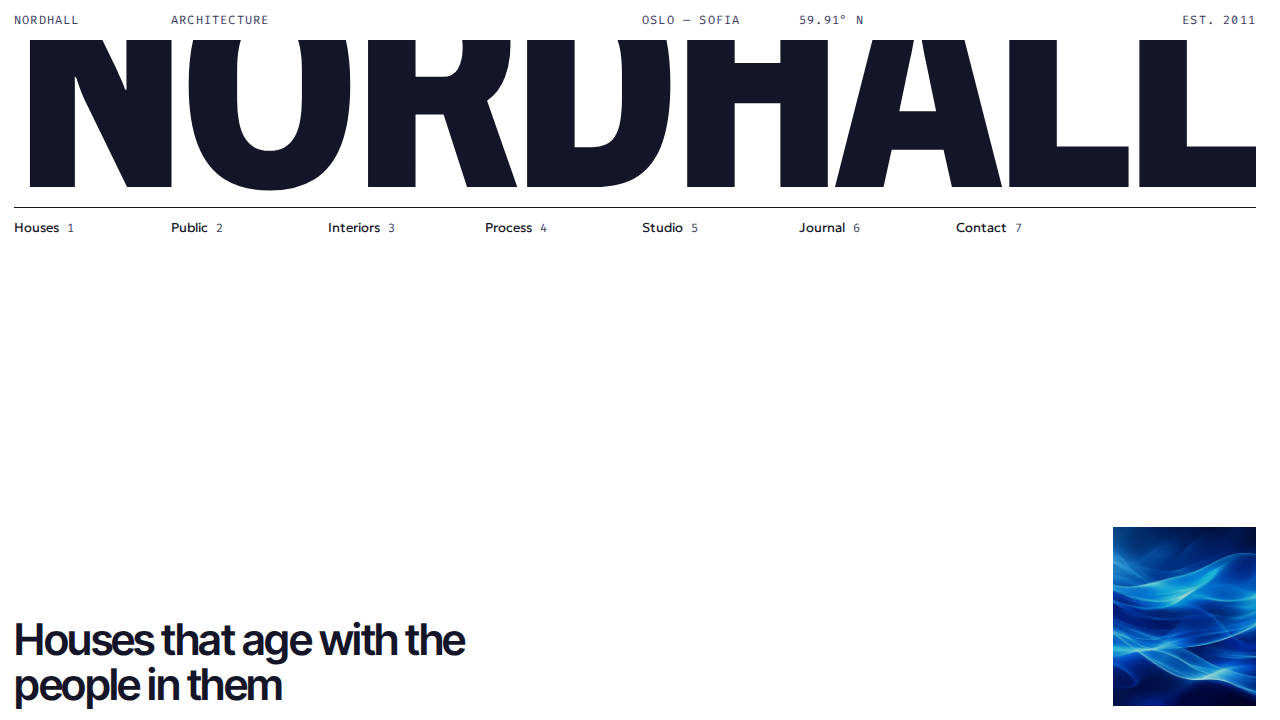 NORDHALL ARCHITECTURE OSLO — SOFIA 59.91° N EST. 2011
NORDHALL
Houses 1 Public 2 Interiors 3 Process 4 Studio 5 Journal 6 Contact 7
Houses that age with the
people in them